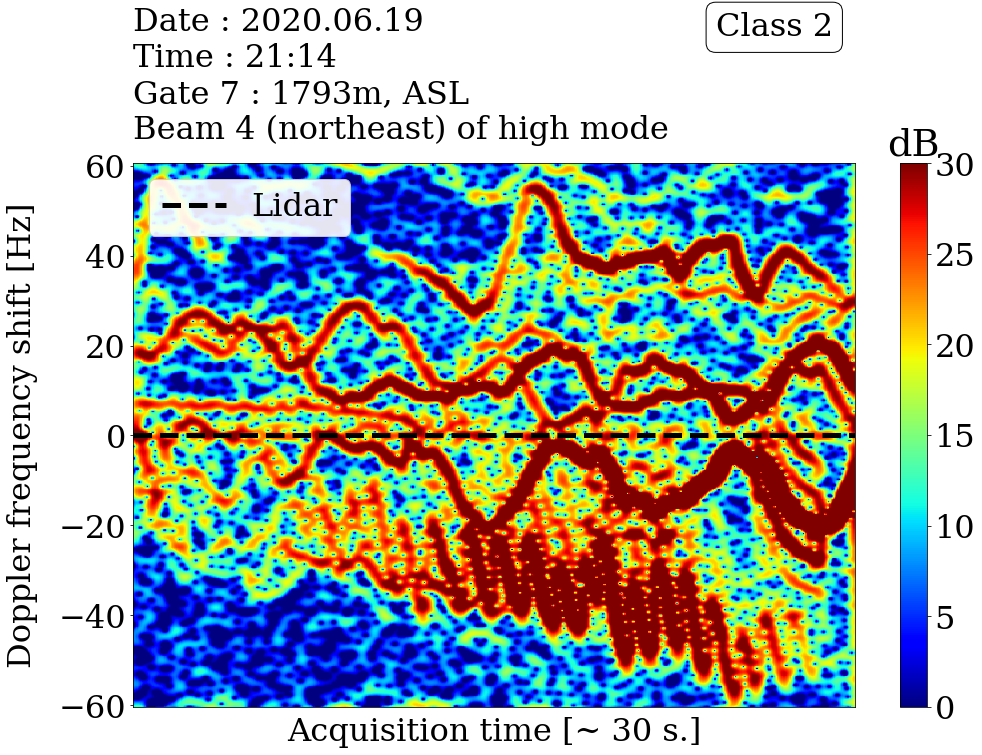 Date : 2020.06.19
Time : 21:14
Gate 7 : 1793m, ASL
Beam 4 (northeast) of high mode
Class 2
dB
Lidar
Doppler frequency shift [Hz]
60
40
20
0
−20
−40
−60
Acquisition time [~ 30 s.]
30
25
20
15
10
5
0